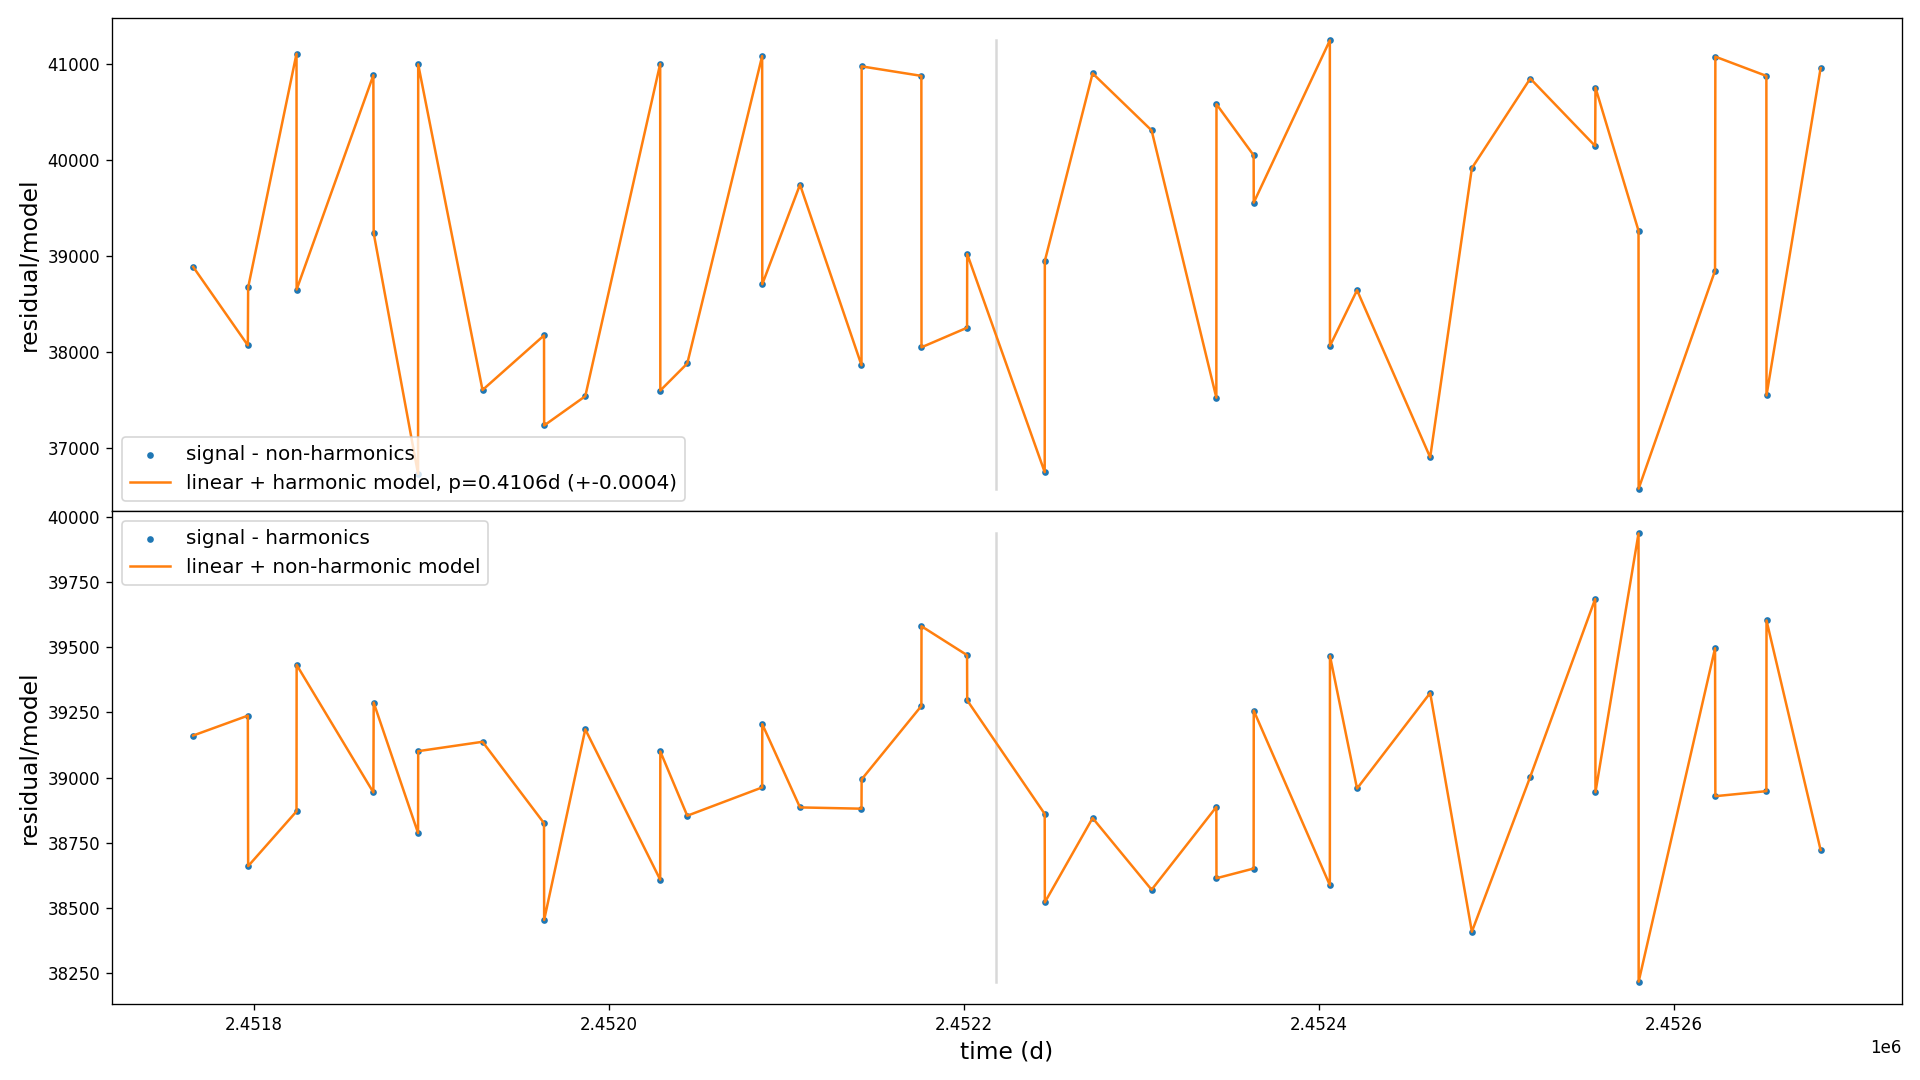 41000
40000
39000
38000
37000
residual/model
signal - non-harmonics
linear + harmonic model, p=0.4106d (+-0.0004)
40000
39750
39500
39250
39000
38750
38500
38250
residual/model
signal - harmonics
linear + non-harmonic model
2.4518 2.4520 2.4522 2.4524 2.4526
1e6
time (d)